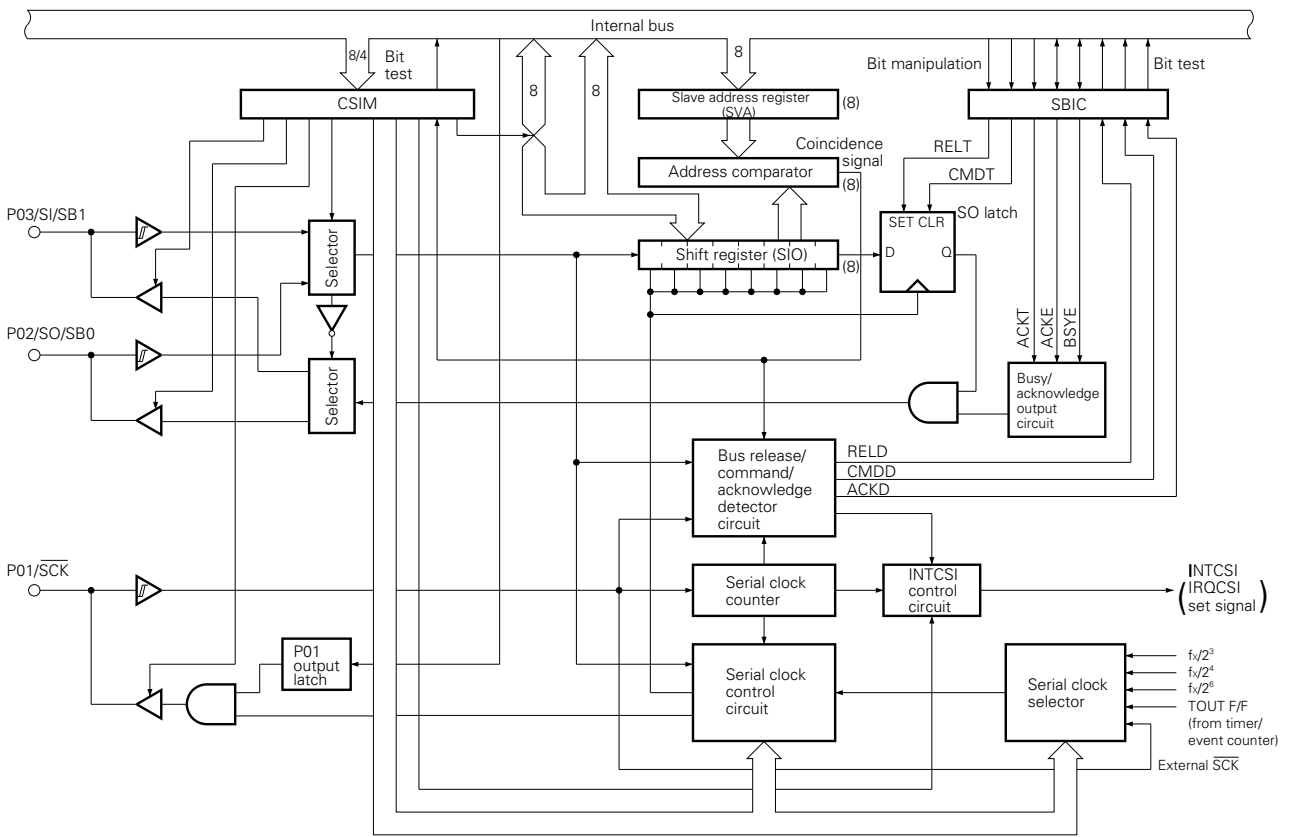 Internal bus
8/4
Bit
test
8
8
8
Bit manipulation
Bit test
CSIM
Slave address register
(SVA)
(8)
SBIC
Coincidence
signal
RELT
Address comparator
(8)
CMDT
P03/SI/SB1
SO latch
SET CLR
Selector
Shift register (SIO)
(8)
D
Q
P02/SO/SB0
ACKT
ACKE
BSYE
Selector
Busy/
acknowledge
output
circuit
Bus release/
command/
acknowledge
detector
circuit
RELD
CMDD
ACKD
P01/S̅C̅K̅
Serial clock
counter
INTCSI
control
circuit
INTCSI
( IRQCSI )
set signal
P01
output
latch
Serial clock
control
circuit
Serial clock
selector
fx/2³
fx/2⁴
fx/2⁶
TOUT F/F
(from timer/
event counter)
External S̅C̅K̅